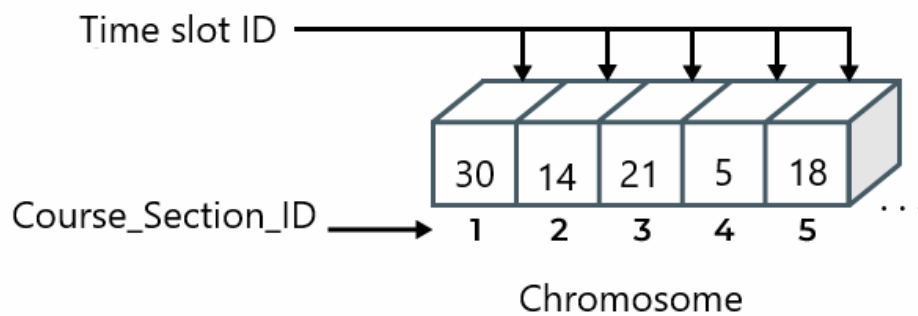 Time slot ID
30 14 21 5 18
Course_Section_ID
1 2 3 4 5 ..
Chromosome